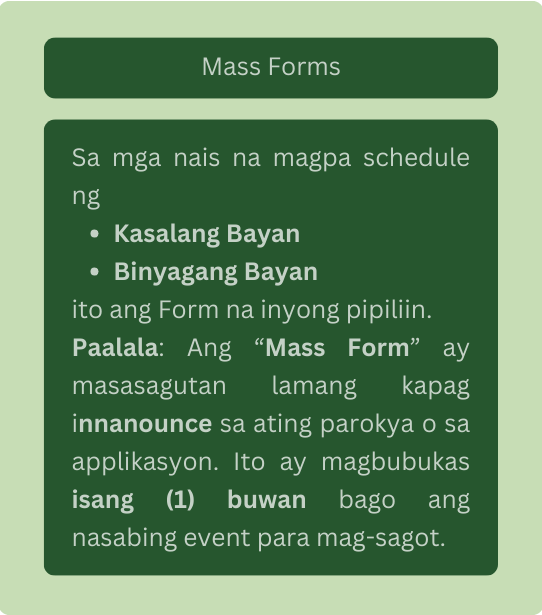 Mass Forms
Sa mga nais na magpa schedule
ng
• Kasalang Bayan
• Binyagang Bayan
ito ang Form na inyong pipiliin.
Paalala: Ang “Mass Form” ay
masasagutan lamang kapag
innanounce sa ating parokya o sa
applikasyon. Ito ay magbubukas
isang (1) buwan bago ang
nasabing event para mag-sagot.